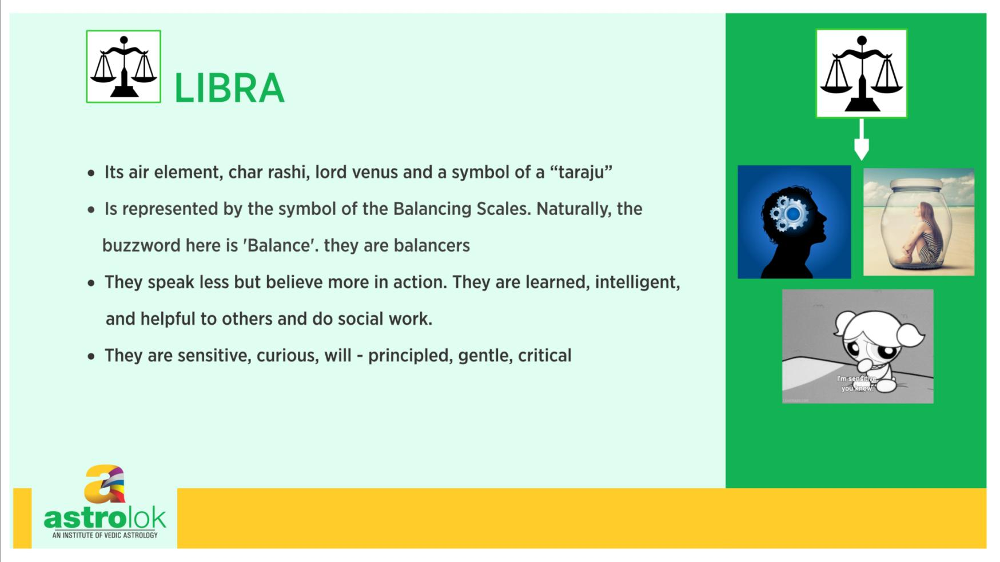 LIBRA
• Its air element, char rashi, lord venus and a symbol of a “taraju”
• Is represented by the symbol of the Balancing Scales. Naturally, the
buzzword here is 'Balance'. they are balancers
• They speak less but believe more in action. They are learned, intelligent,
and helpful to others and do social work.
• They are sensitive, curious, will - principled, gentle, critical
I'm sensitive,
you know.
a
astrolok
AN INSTITUTE OF VEDIC ASTROLOGY